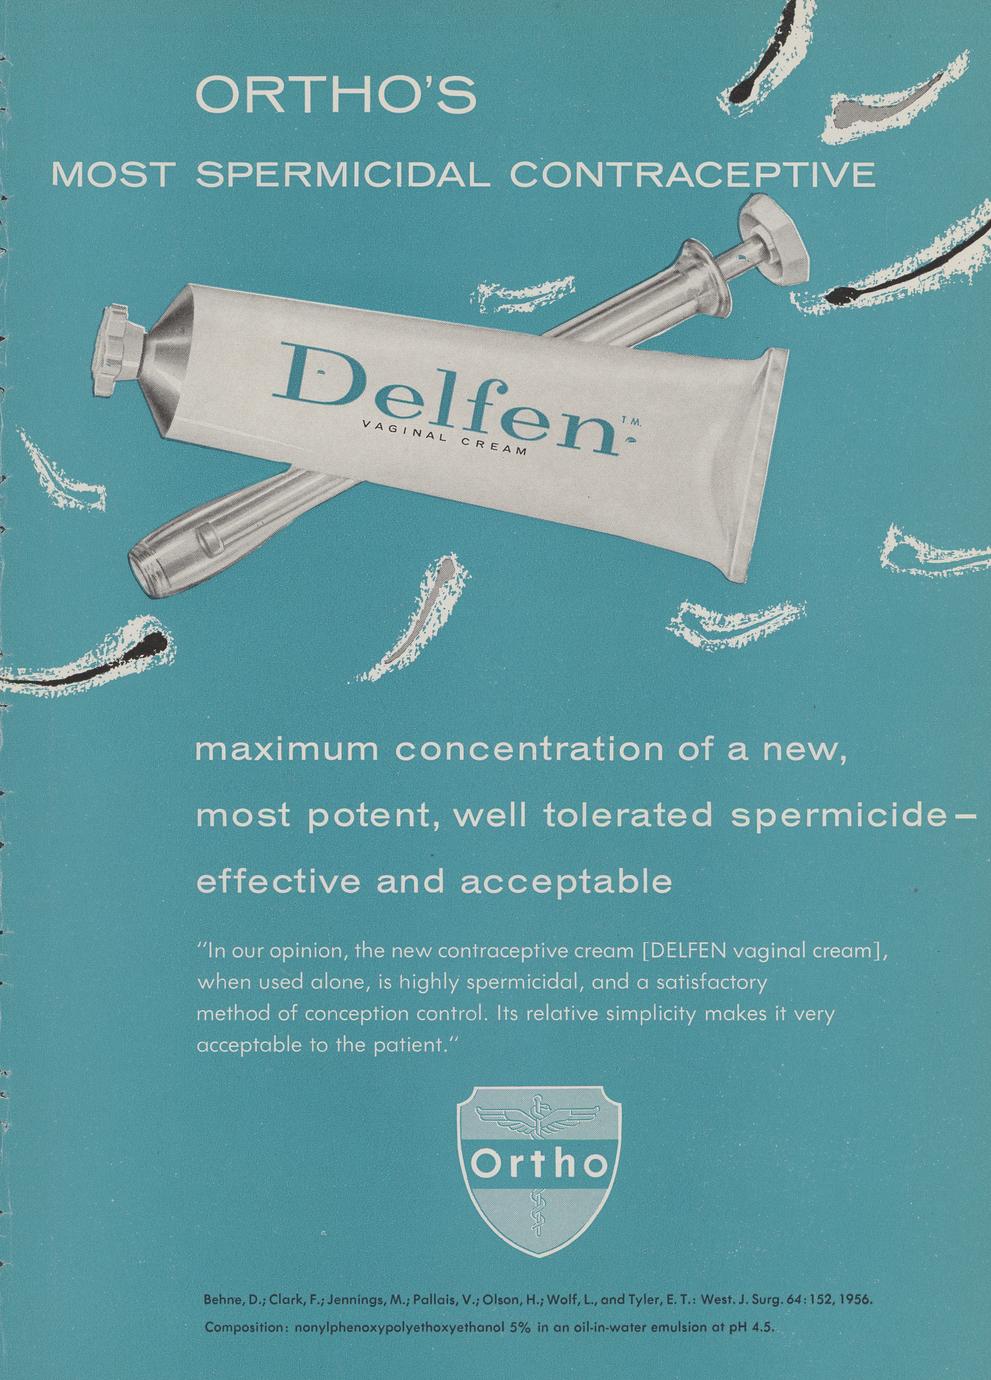 ORTHO'S
MOST SPERMICIDAL CONTRACEPTIVE
Delfen T.M.
VAGINAL CREAM
maximum concentration of a new,
most potent, well tolerated spermicide–
effective and acceptable
“In our opinion, the new contraceptive cream [DELFEN vaginal cream],
when used alone, is highly spermicidal, and a satisfactory
method of conception control. Its relative simplicity makes it very
acceptable to the patient.”
Ortho
Behne, D.; Clark, F.; Jennings, M.; Pallais, V.; Olson, H.; Wolf, L., and Tyler, E. T.: West. J. Surg. 64:152, 1956.
Composition: nonylphenoxypolyethoxyethanol 5% in an oil-in-water emulsion at pH 4.5.